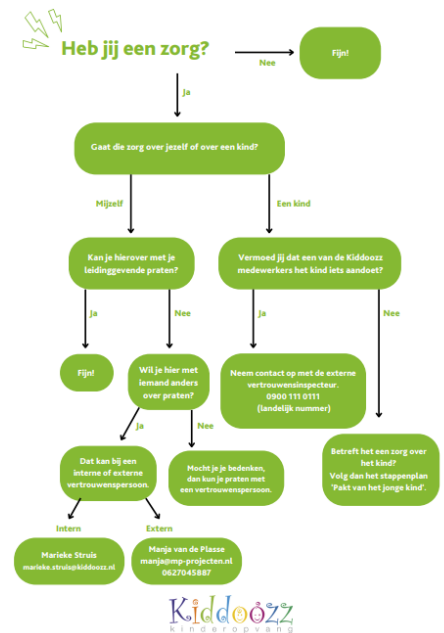 Heb jij een zorg?
Nee
Fijn!
Ja
Gaat die zorg over jezelf of over een kind?
Mijzelf
Een kind
Kan je hierover met je
leidinggevende praten?
Vermoed jij dat een van de Kiddoozz
medewerkers het kind iets aandoet?
Ja
Nee
Ja
Nee
Fijn!
Wil je hier met
iemand anders
over praten?
Neem contact op met de externe
vertrouwensinspecteur.
0900 111 0111
(landelijk nummer)
Ja
Nee
Dat kan bij een
interne of externe
vertrouwenspersoon.
Mocht je je bedenken,
dan kun je praten met
een vertrouwenspersoon.
Betreft het een zorg over
het kind?
Volg dan het stappenplan
'Pakt van het jonge kind'.
Intern
Extern
Marieke Struis
marieke.struis@kiddoozz.nl
Manja van de Plasse
manja@mp-projecten.nl
0627045887
Kiddoozz
kinderopvang